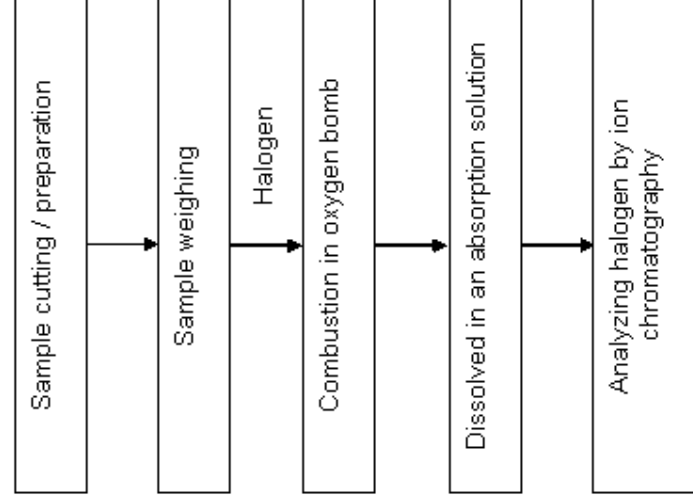 Sample cutting / preparation
Sample weighing
Halogen
Combustion in oxygen bomb
Dissolved in an absorption solution
Analyzing halogen by ion
chromatography